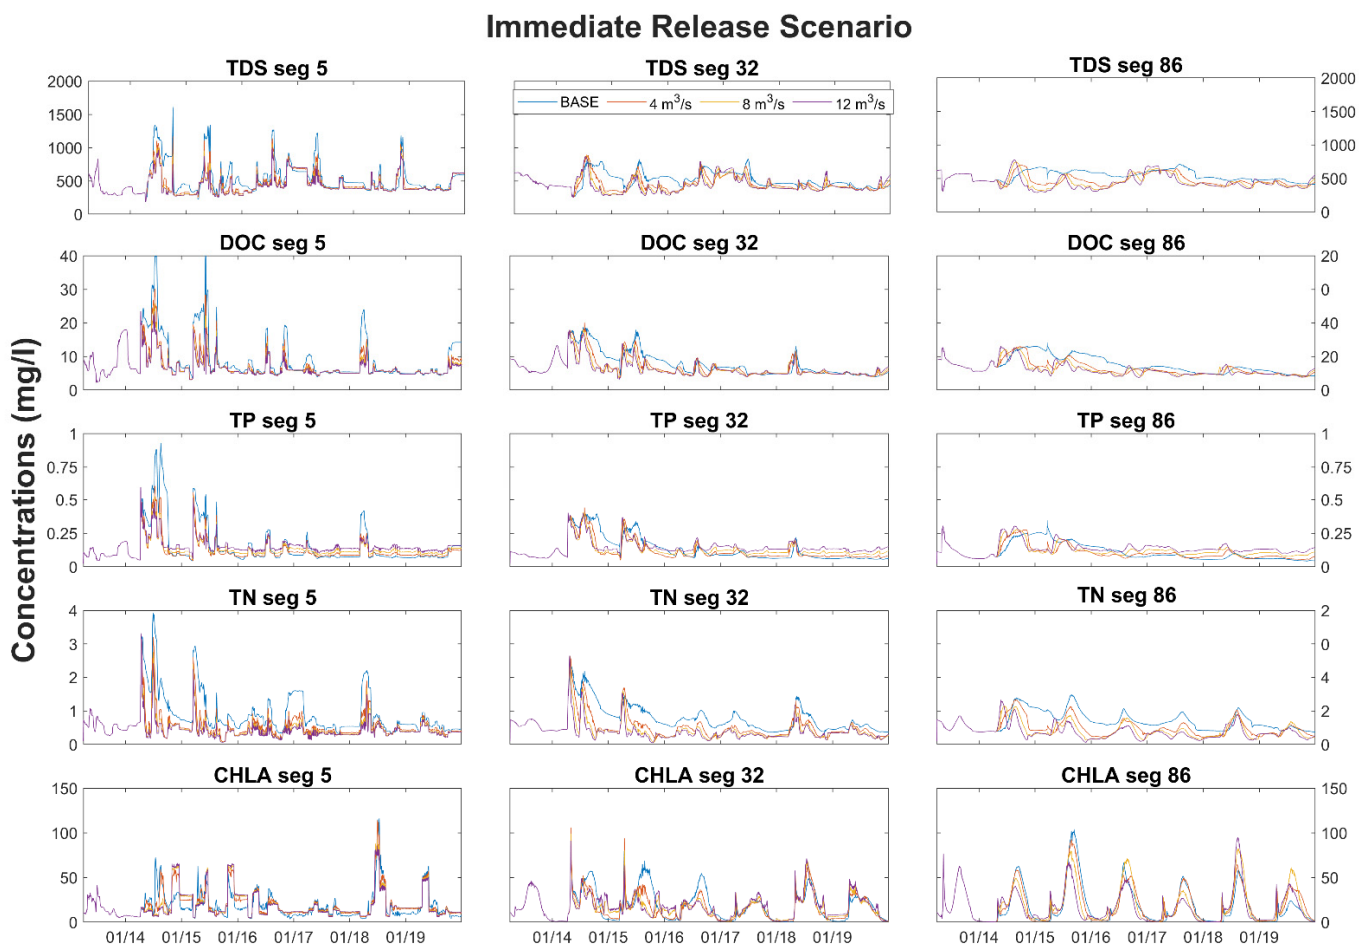 Immediate Release Scenario
TDS seg 5
TDS seg 32
TDS seg 86
2000
1500
1000
500
0
BASE
4 m³/s
8 m³/s
12 m³/s
2000
1500
1000
500
0
DOC seg 5
DOC seg 32
DOC seg 86
40
30
20
10
0
20
0
40
20
0
TP seg 5
TP seg 32
TP seg 86
1
0.75
0.5
0.25
0
1
0.75
0.5
0.25
0
Concentrations (mg/l)
TN seg 5
TN seg 32
TN seg 86
4
3
2
1
0
2
0
4
2
0
CHLA seg 5
CHLA seg 32
CHLA seg 86
150
100
50
0
150
100
50
0
01/14 01/15 01/16 01/17 01/18 01/19
01/14 01/15 01/16 01/17 01/18 01/19
01/14 01/15 01/16 01/17 01/18 01/19